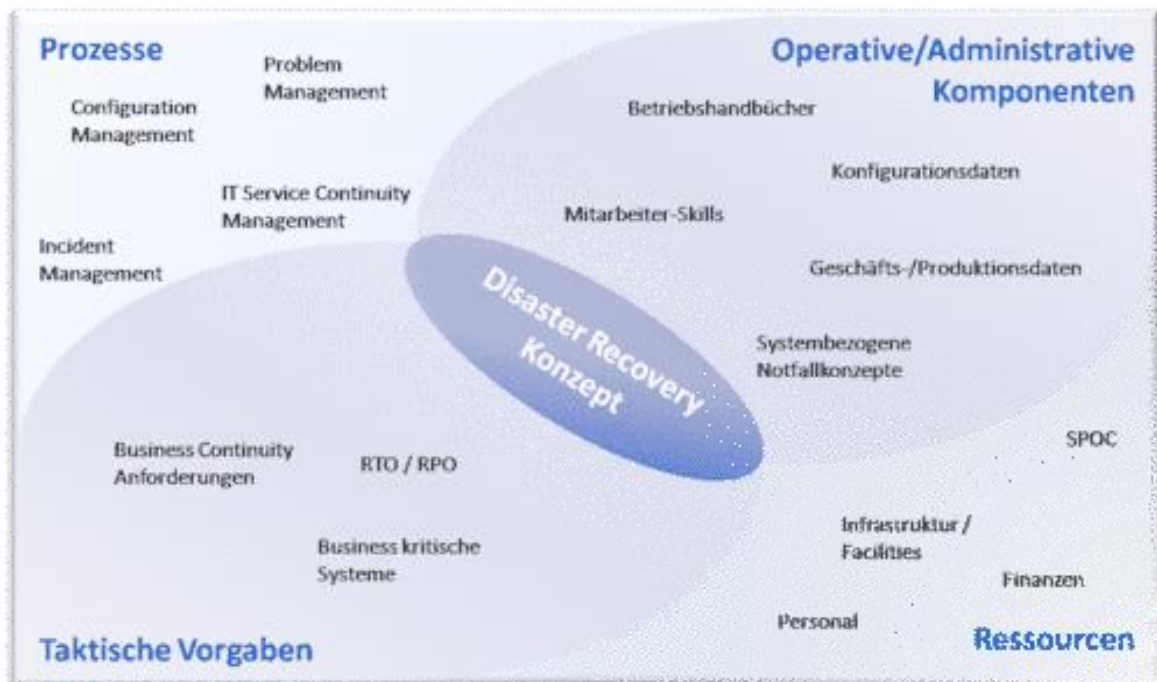 Prozesse
Problem
Management
Configuration
Management
IT Service Continuity
Management
Incident
Management
Operative/Administrative
Komponenten
Betriebshandbücher
Konfigurationsdaten
Mitarbeiter-Skills
Geschäfts-/Produktionsdaten
Systembezogene
Notfallkonzepte
Disaster Recovery
Konzept
Business Continuity
Anforderungen
RTO / RPO
Business kritische
Systeme
Taktische Vorgaben
SPOC
Infrastruktur /
Facilities
Finanzen
Personal
Ressourcen